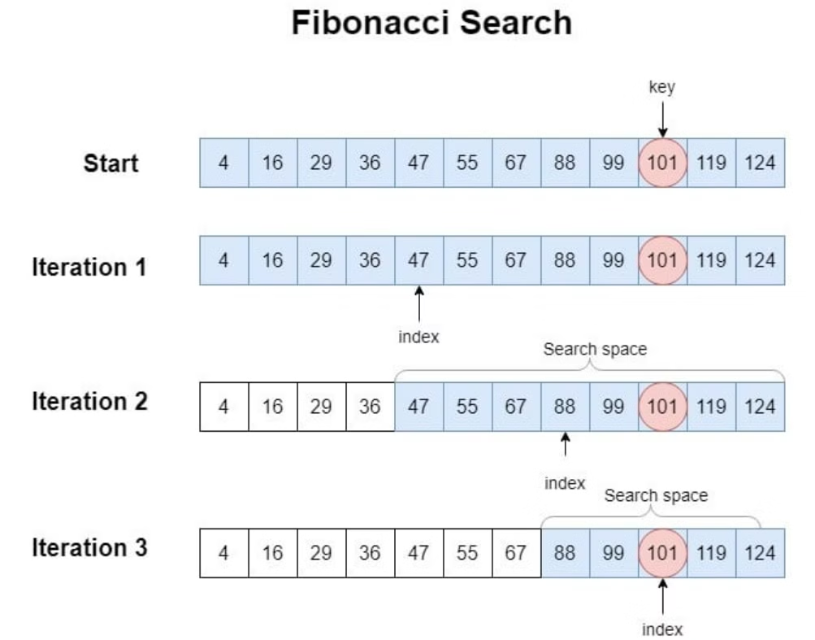 Fibonacci Search
key
Start 4 16 29 36 47 55 67 88 99 101 119 124
Iteration 1 4 16 29 36 47 55 67 88 99 101 119 124
index
Search space
Iteration 2 4 16 29 36 47 55 67 88 99 101 119 124
index
Search space
Iteration 3 4 16 29 36 47 55 67 88 99 101 119 124
index